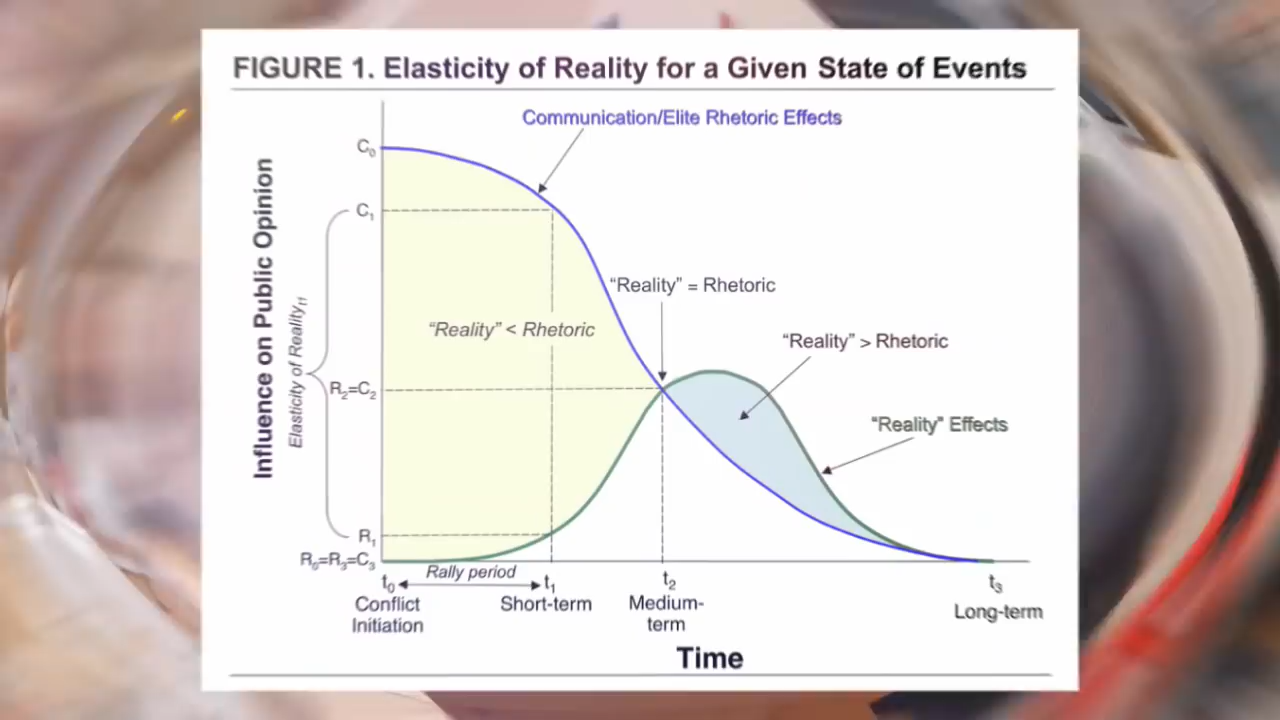 FIGURE 1. Elasticity of Reality for a Given State of Events
Communication/Elite Rhetoric Effects
C₀
C₁
"Reality" = Rhetoric
"Reality" < Rhetoric
"Reality" > Rhetoric
R₂=C₂
"Reality" Effects
Influence on Public Opinion
Elasticity of Reality
R₁
R₀=R₃=C₃
Rally period
t₀
t₁
t₂
t₃
Conflict
Initiation
Short-term
Medium-
term
Long-term
Time